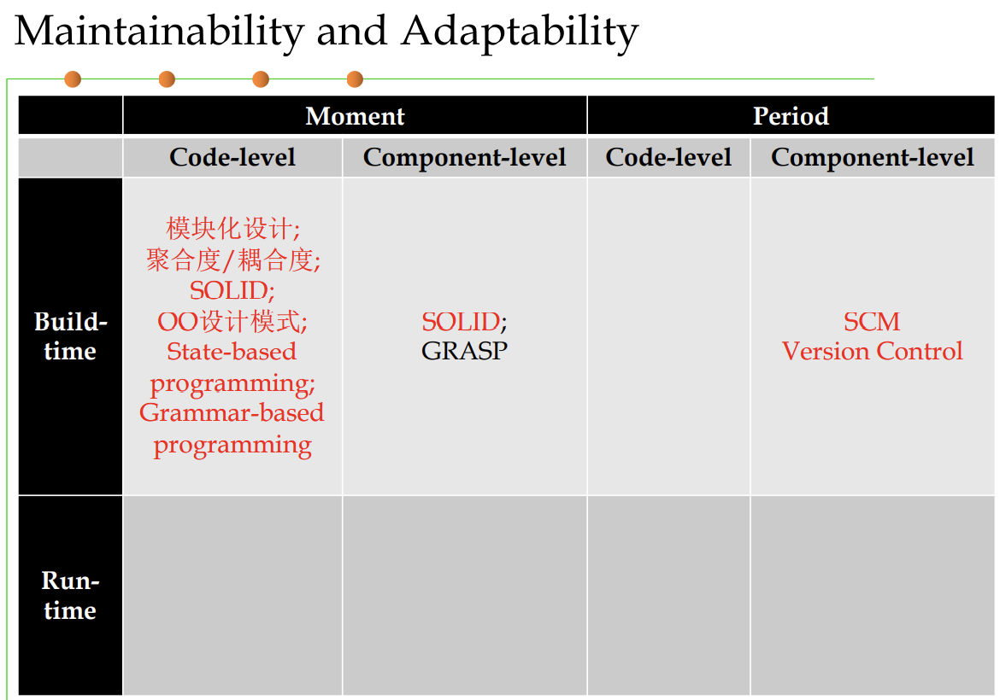 Maintainability and Adaptability
Moment
Period
Code-level
Component-level
Code-level
Component-level
Build-
time
模块化设计;
聚合度/耦合度;
SOLID;
OO设计模式;
State-based
programming;
Grammar-based
programming
SOLID;
GRASP
SCM
Version Control
Run-
time